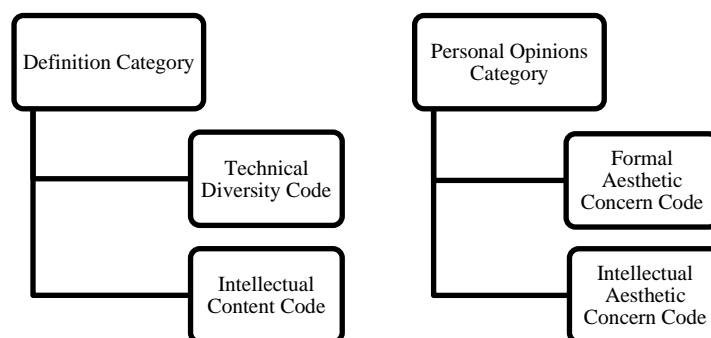 Definition Category
Technical
Diversity Code
Intellectual
Content Code
Personal Opinions
Category
Formal
Aesthetic
Concern Code
Intellectual
Aesthetic
Concern Code